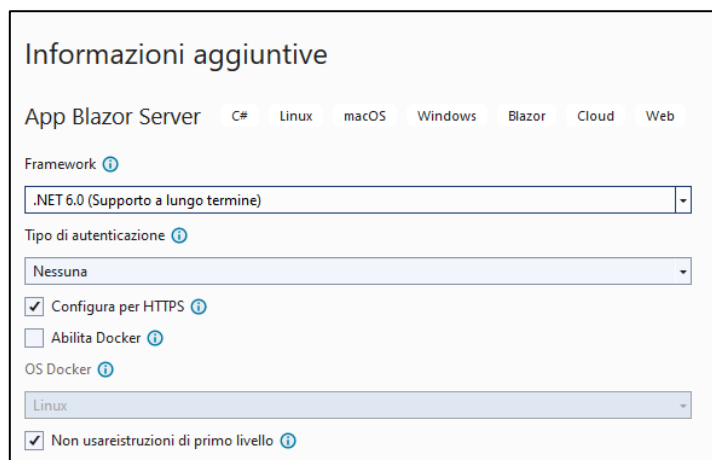 Informazioni aggiuntive
App Blazor Server C# Linux macOS Windows Blazor Cloud Web
Framework
.NET 6.0 (Supporto a lungo termine)
Tipo di autenticazione
Nessuna
Configura per HTTPS
Abilita Docker
OS Docker
Linux
Non usareistruzioni di primo livello